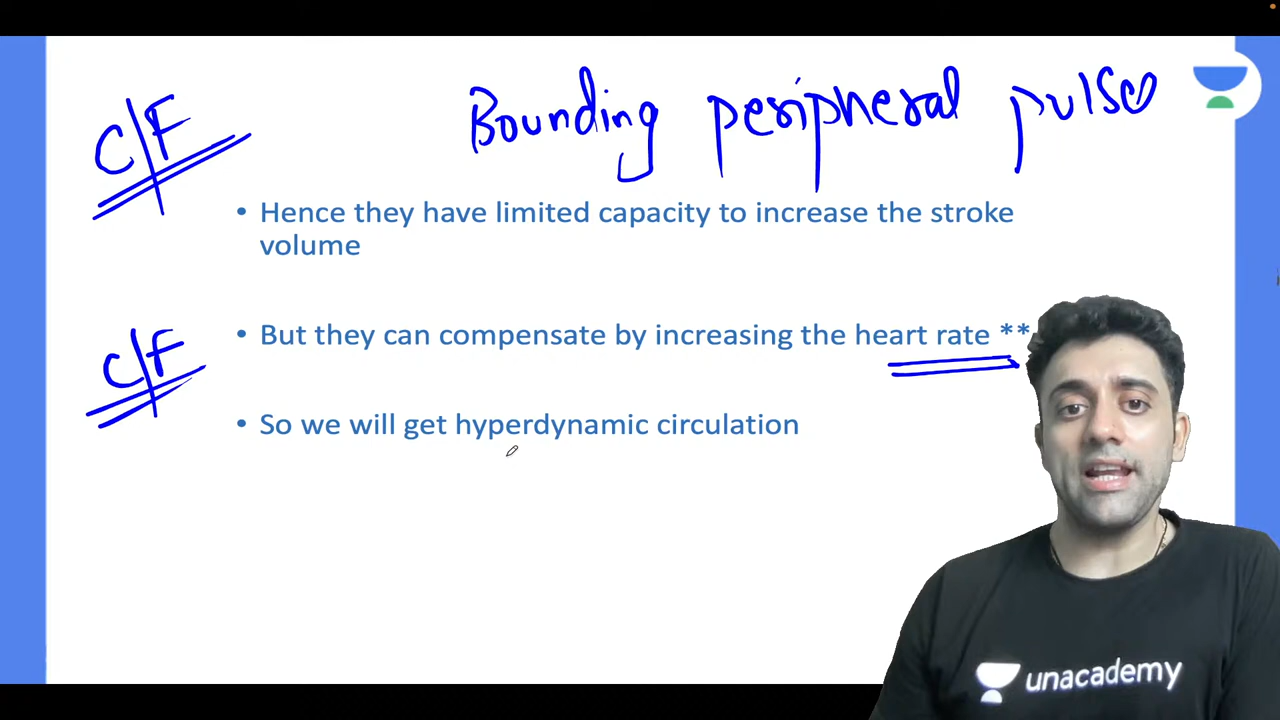 C/F
Bounding peripheral pulse
• Hence they have limited capacity to increase the stroke
volume
C/F
• But they can compensate by increasing the heart rate **
• So we will get hyperdynamic circulation
unacademy